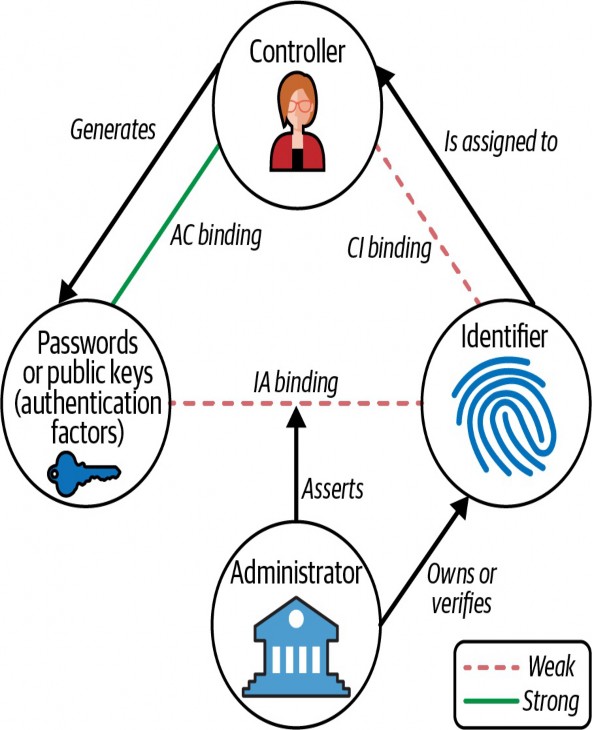 Controller
Generates
Is assigned to
AC binding
CI binding
Passwords
or public keys
(authentication
factors)
Identifier
IA binding
Asserts
Administrator
Owns or
verifies
Weak
Strong